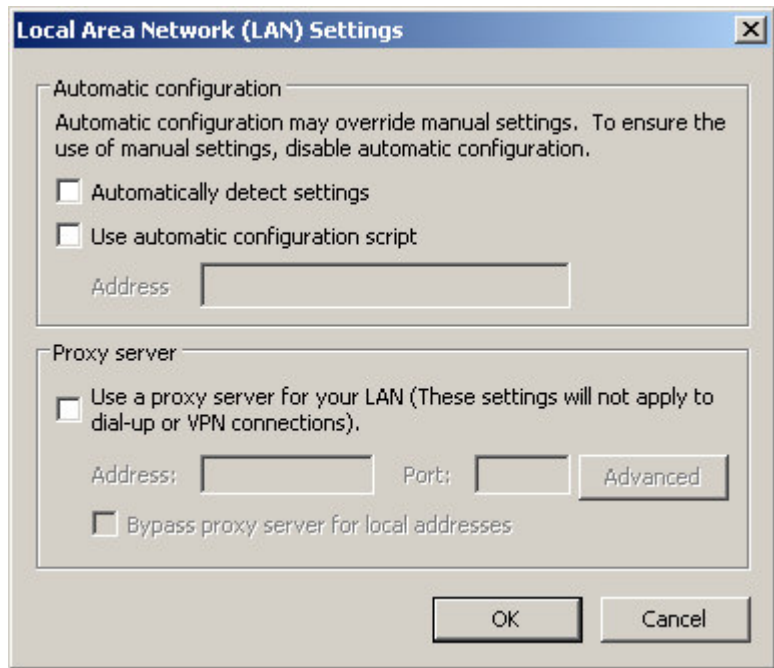 Local Area Network (LAN) Settings
Automatic configuration
Automatic configuration may override manual settings.  To ensure the
use of manual settings, disable automatic configuration.
Automatically detect settings
Use automatic configuration script
Address
Proxy server
Use a proxy server for your LAN (These settings will not apply to
dial-up or VPN connections).
Address: Port: Advanced
Bypass proxy server for local addresses
OK Cancel